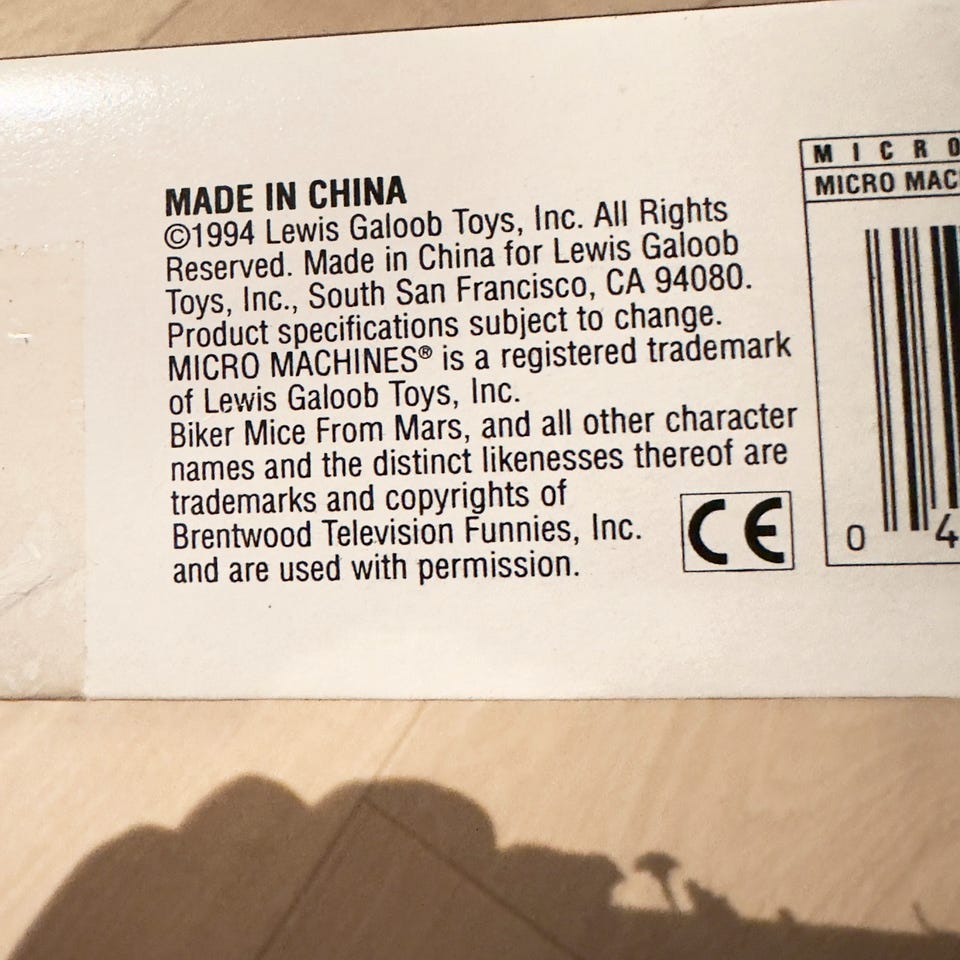 MADE IN CHINA
©1994 Lewis Galoob Toys, Inc. All Rights
Reserved. Made in China for Lewis Galoob
Toys, Inc., South San Francisco, CA 94080.
Product specifications subject to change.
MICRO MACHINES® is a registered trademark
of Lewis Galoob Toys, Inc.
Biker Mice From Mars, and all other character
names and the distinct likenesses thereof are
trademarks and copyrights of
Brentwood Television Funnies, Inc.
and are used with permission.
CE
MICRO
MICRO MAC
0 4